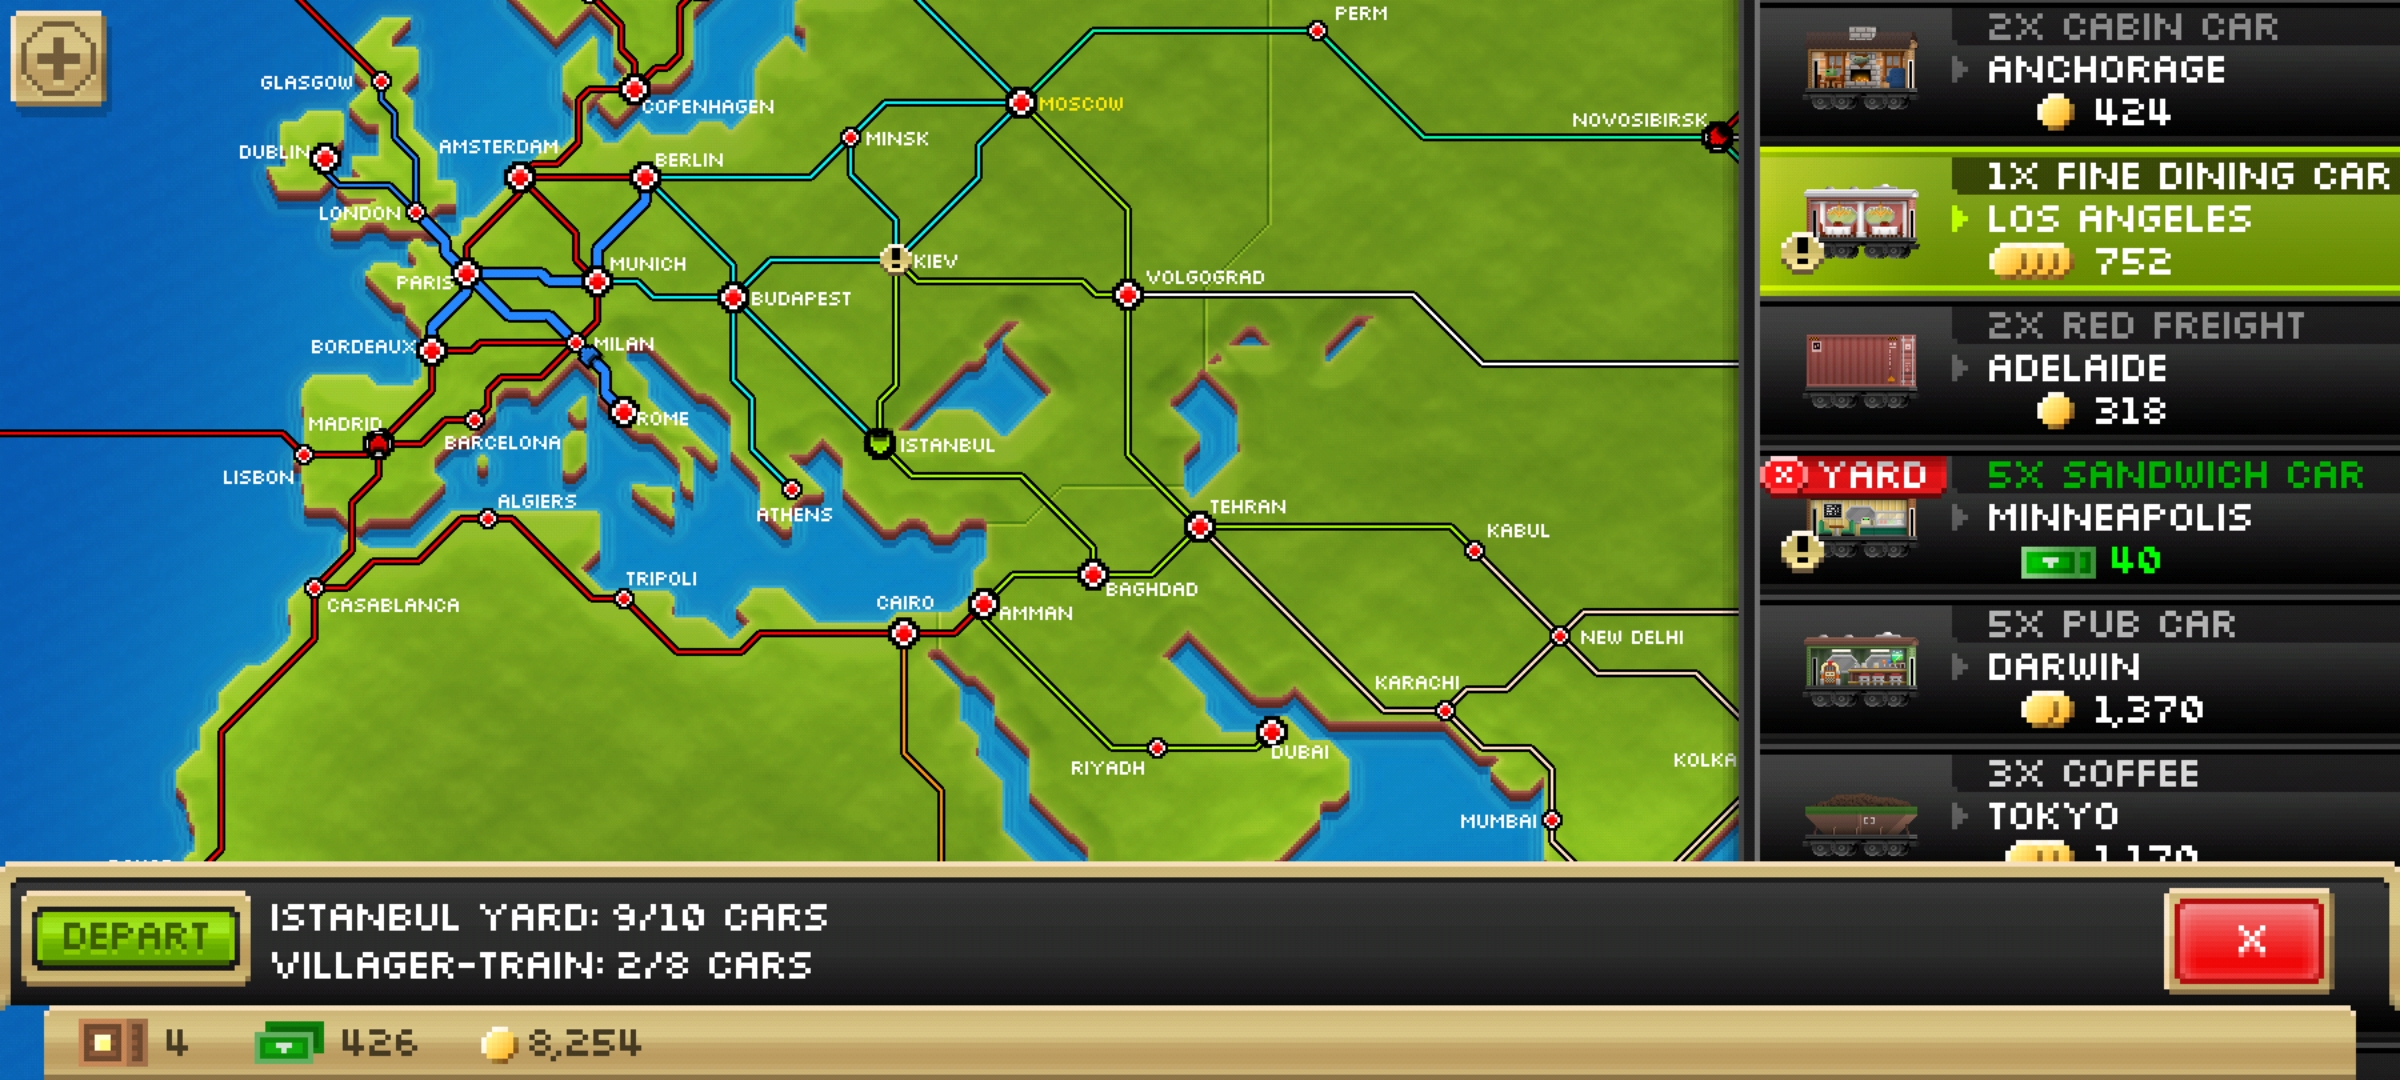 PERM
GLASGOW
COPENHAGEN
MOSCOW
NOVOSIBIRSK
MINSK
DUBLIN
AMSTERDAM
BERLIN
LONDON
MUNICH
KIEV
PARIS
VOLGOGRAD
BUDAPEST
BORDEAUX
MILAN
MADRID
ROME
BARCELONA
ISTANBUL
LISBON
ALGIERS
ATHENS
TEHRAN
KABUL
TRIPOLI
CAIRO
BAGHDAD
CASABLANCA
AMMAN
NEW DELHI
KARACHI
DUBAI
RIYADH
KOLKA
MUMBAI
2X CABIN CAR
ANCHORAGE
424
1X FINE DINING CAR
LOS ANGELES
752
2X RED FREIGHT
ADELAIDE
318
YARD
5X SANDWICH CAR
MINNEAPOLIS
40
5X PUB CAR
DARWIN
1,370
3X COFFEE
TOKYO
1,170
DEPART
ISTANBUL YARD: 9/10 CARS
VILLAGER-TRAIN: 2/8 CARS
X
4
426
8,254